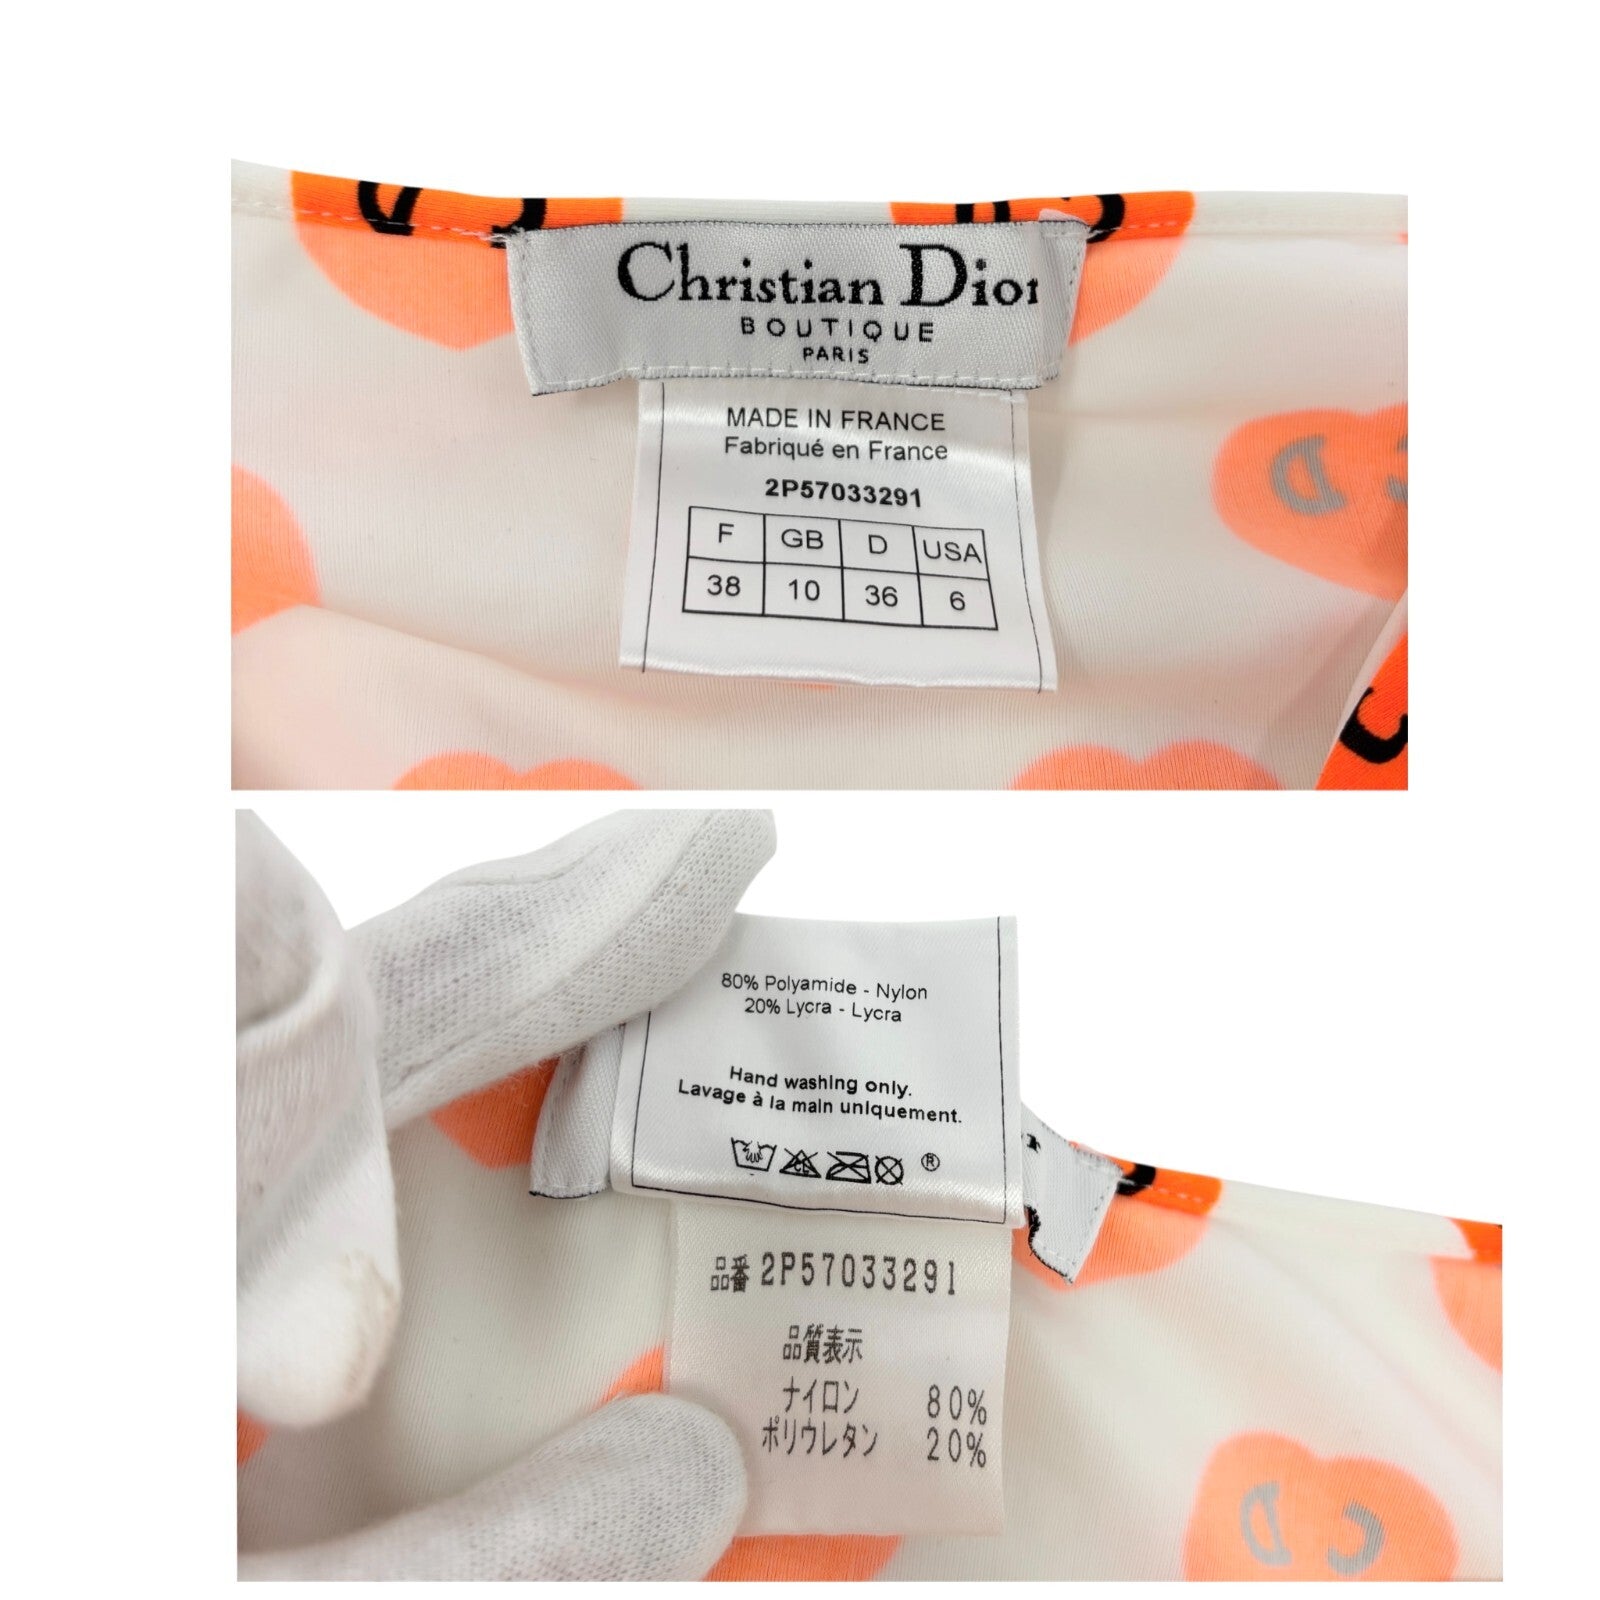 Christian Dior
BOUTIQUE
PARIS
MADE IN FRANCE
Fabriqué en France
2P57033291
F GB D USA
38 10 36 6
D
80% Polyamide - Nylon
20% Lycra - Lycra
Hand washing only.
Lavage à la main uniquement.
CL ®
品番 2P57033291
品質表示
ナイロン 80%
ポリウレタン 20%
D C